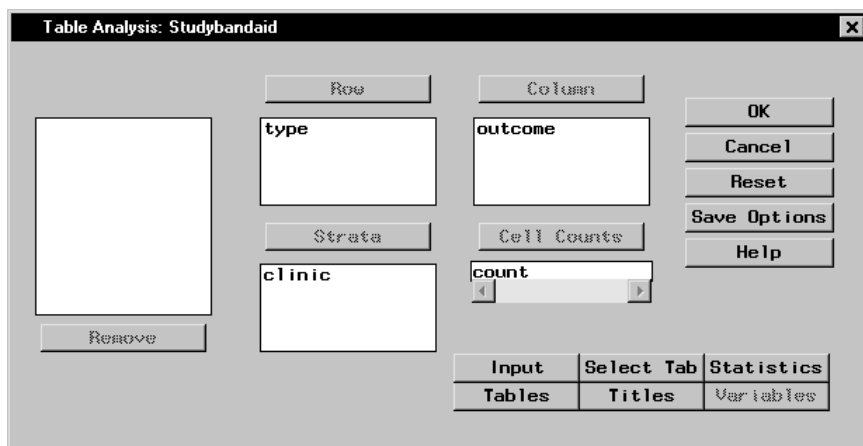 Table Analysis: Studybandaid
Row
Column
type
outcome
Strata
Cell Counts
clinic
count
Remove
OK
Cancel
Reset
Save Options
Help
Input
Select Tab
Statistics
Tables
Titles
Variables